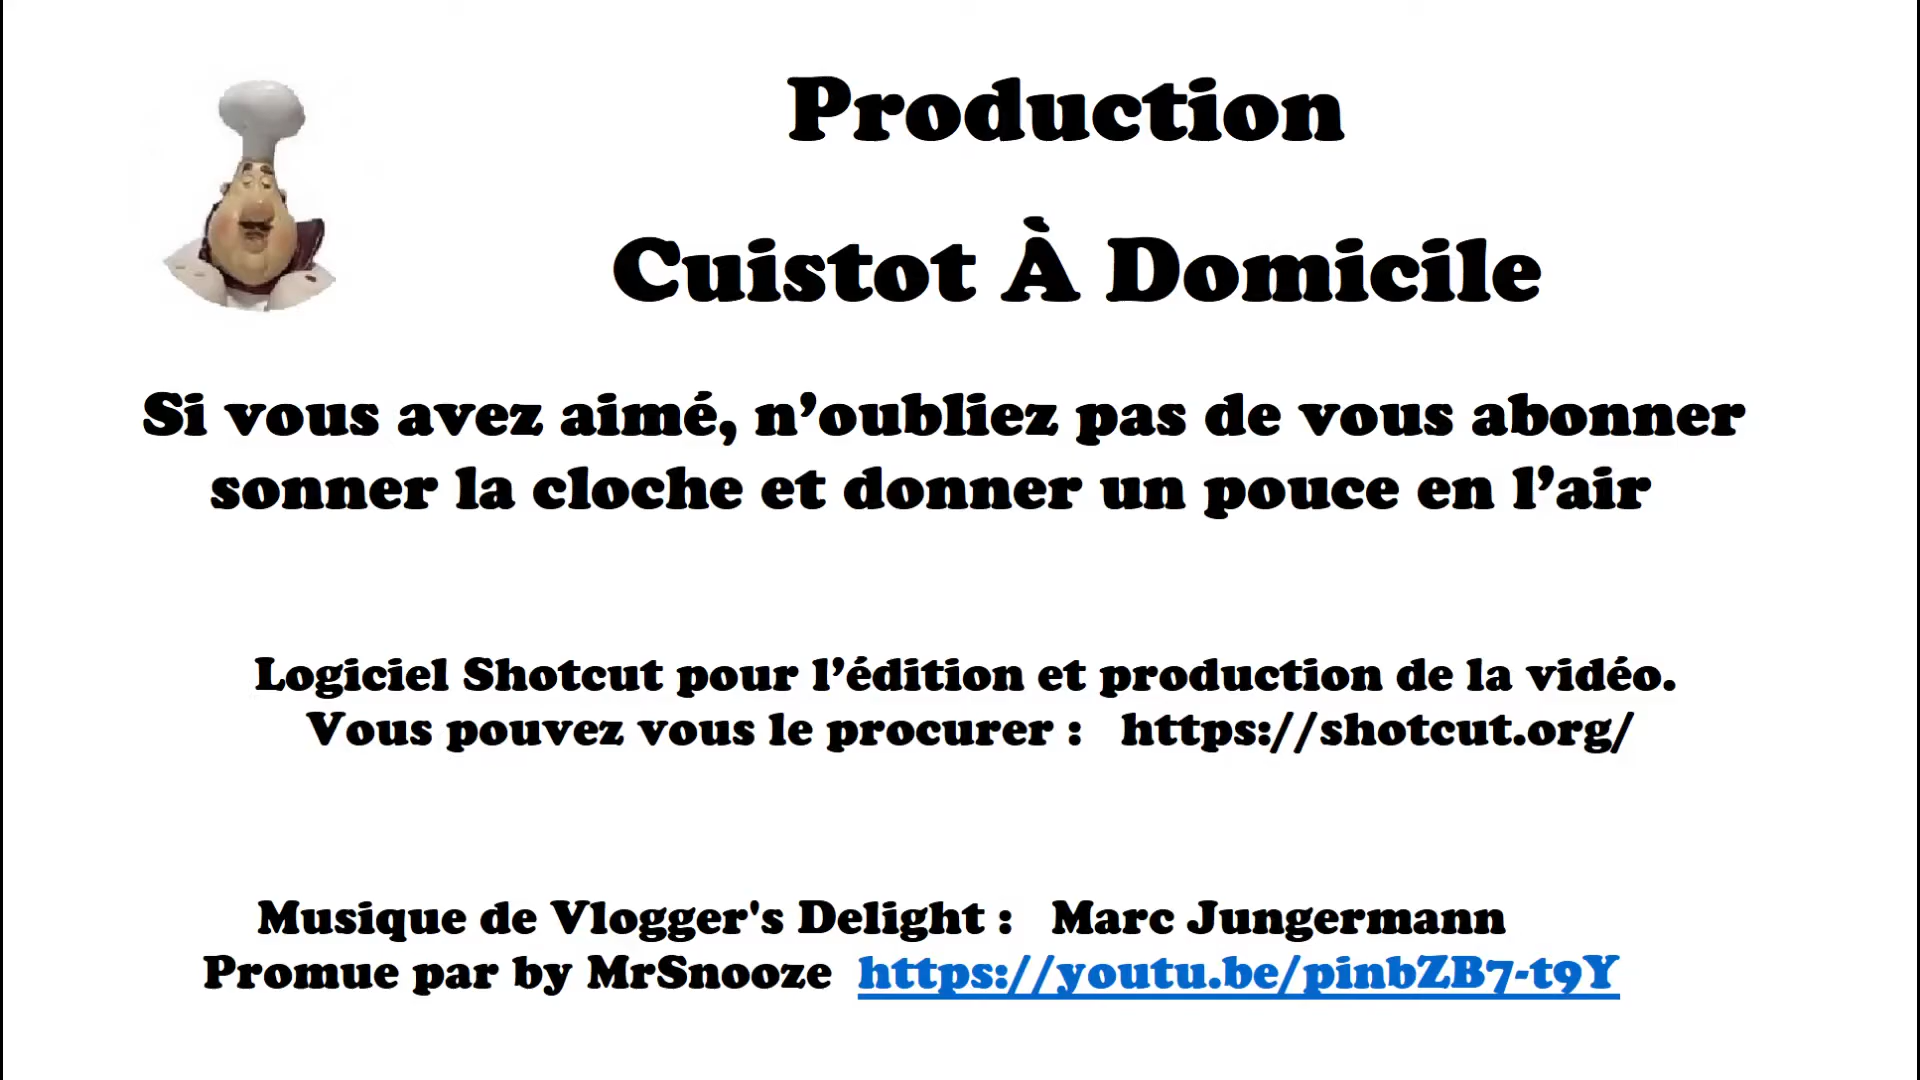 Production
Cuistot À Domicile
Si vous avez aimé, n’oubliez pas de vous abonner
sonner la cloche et donner un pouce en l’air
Logiciel Shotcut pour l’édition et production de la vidéo.
Vous pouvez vous le procurer : https://shotcut.org/
Musique de Vlogger's Delight : Marc Jungermann
Promue par by MrSnooze https://youtu.be/pinbZB7-t9Y